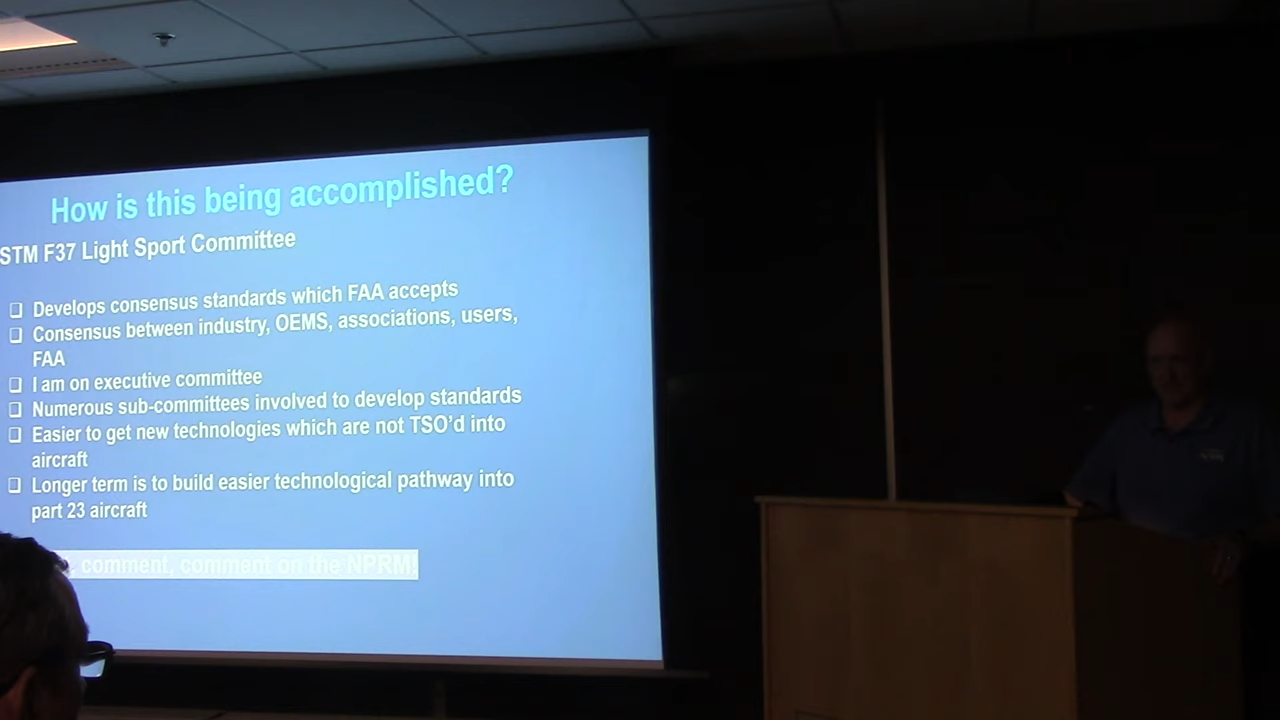 How is this being accomplished?
STM F37 Light Sport Committee
❑ Develops consensus standards which FAA accepts
❑ Consensus between industry, OEMS, associations, users,
FAA
❑ I am on executive committee
❑ Numerous sub-committees involved to develop standards
❑ Easier to get new technologies which are not TSO'd into
aircraft
❑ Longer term is to build easier technological pathway into
part 23 aircraft
, comment, comment on the NPRM!